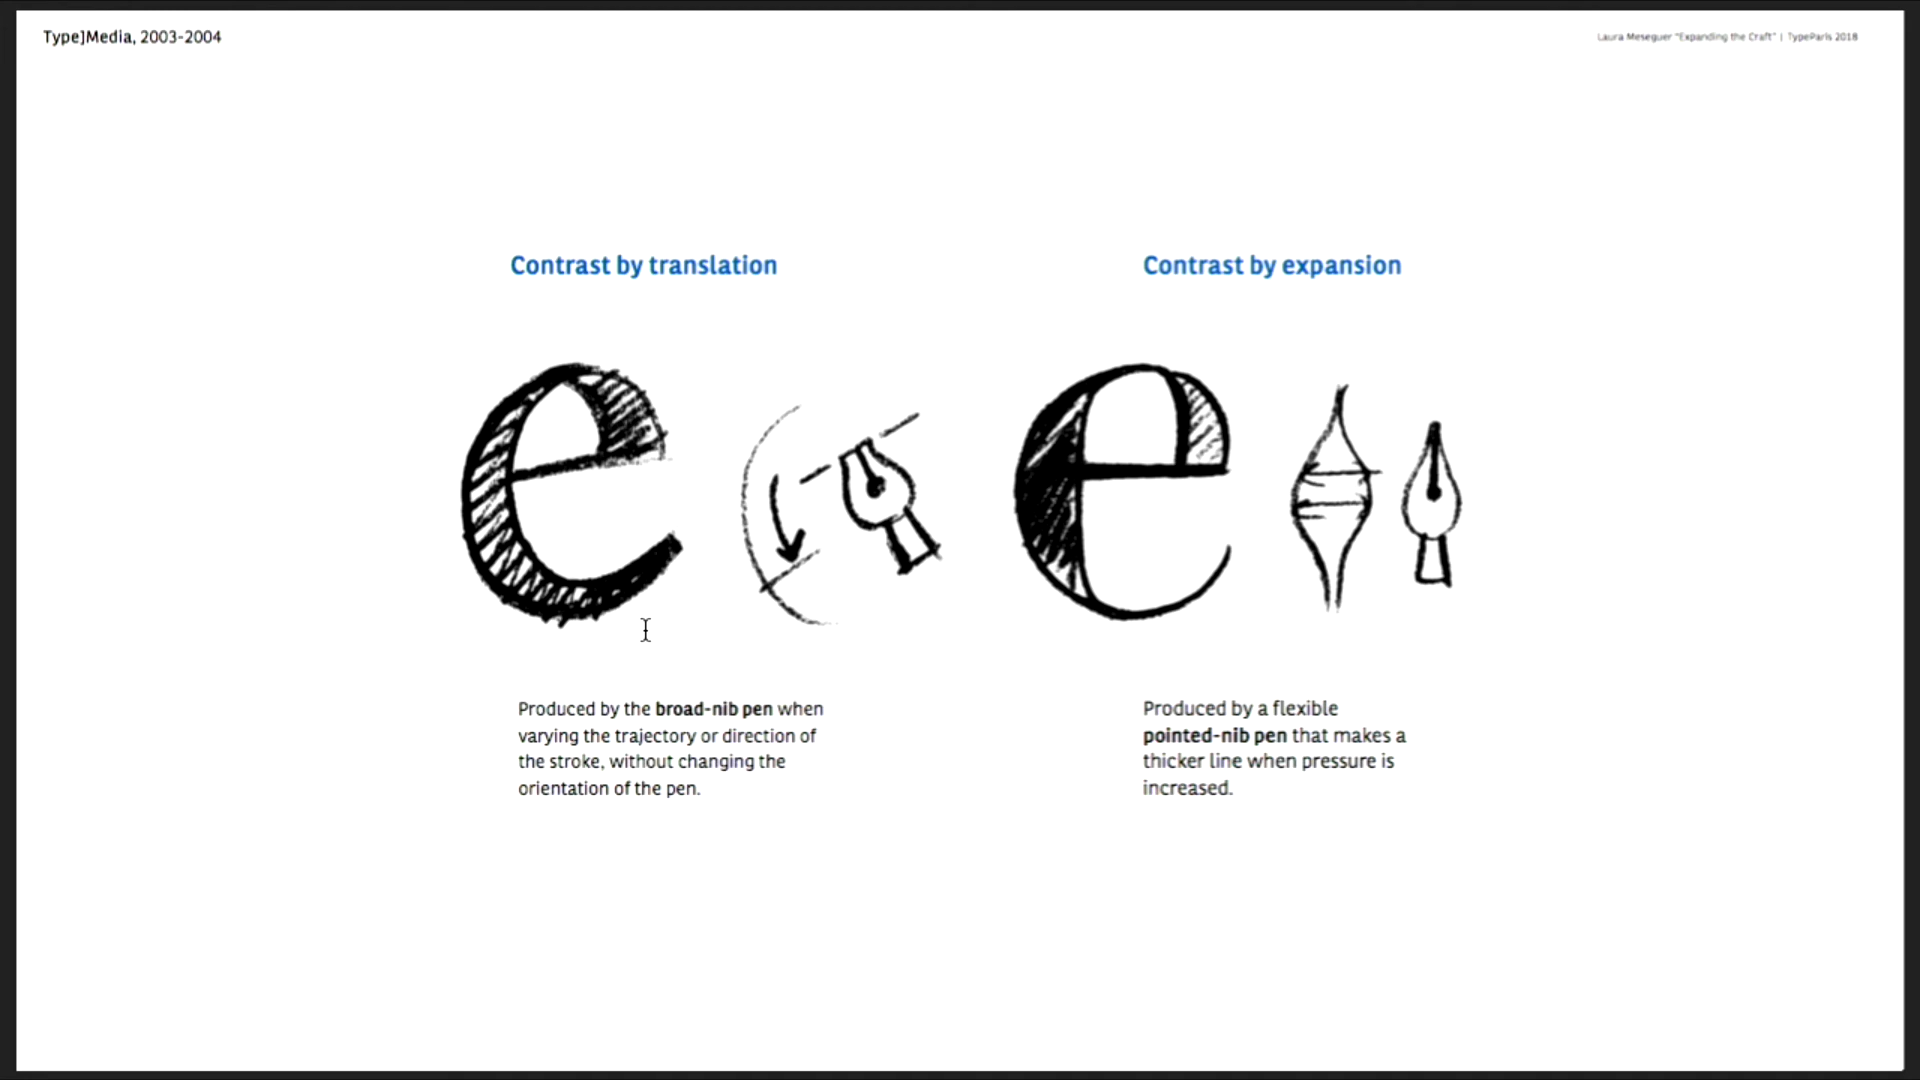 Type]Media, 2003-2004
Laura Meseguer "Expanding the Craft" | TypeParis 2018
Contrast by translation
Contrast by expansion
e
e
Produced by the broad-nib pen when
varying the trajectory or direction of
the stroke, without changing the
orientation of the pen.
Produced by a flexible
pointed-nib pen that makes a
thicker line when pressure is
increased.